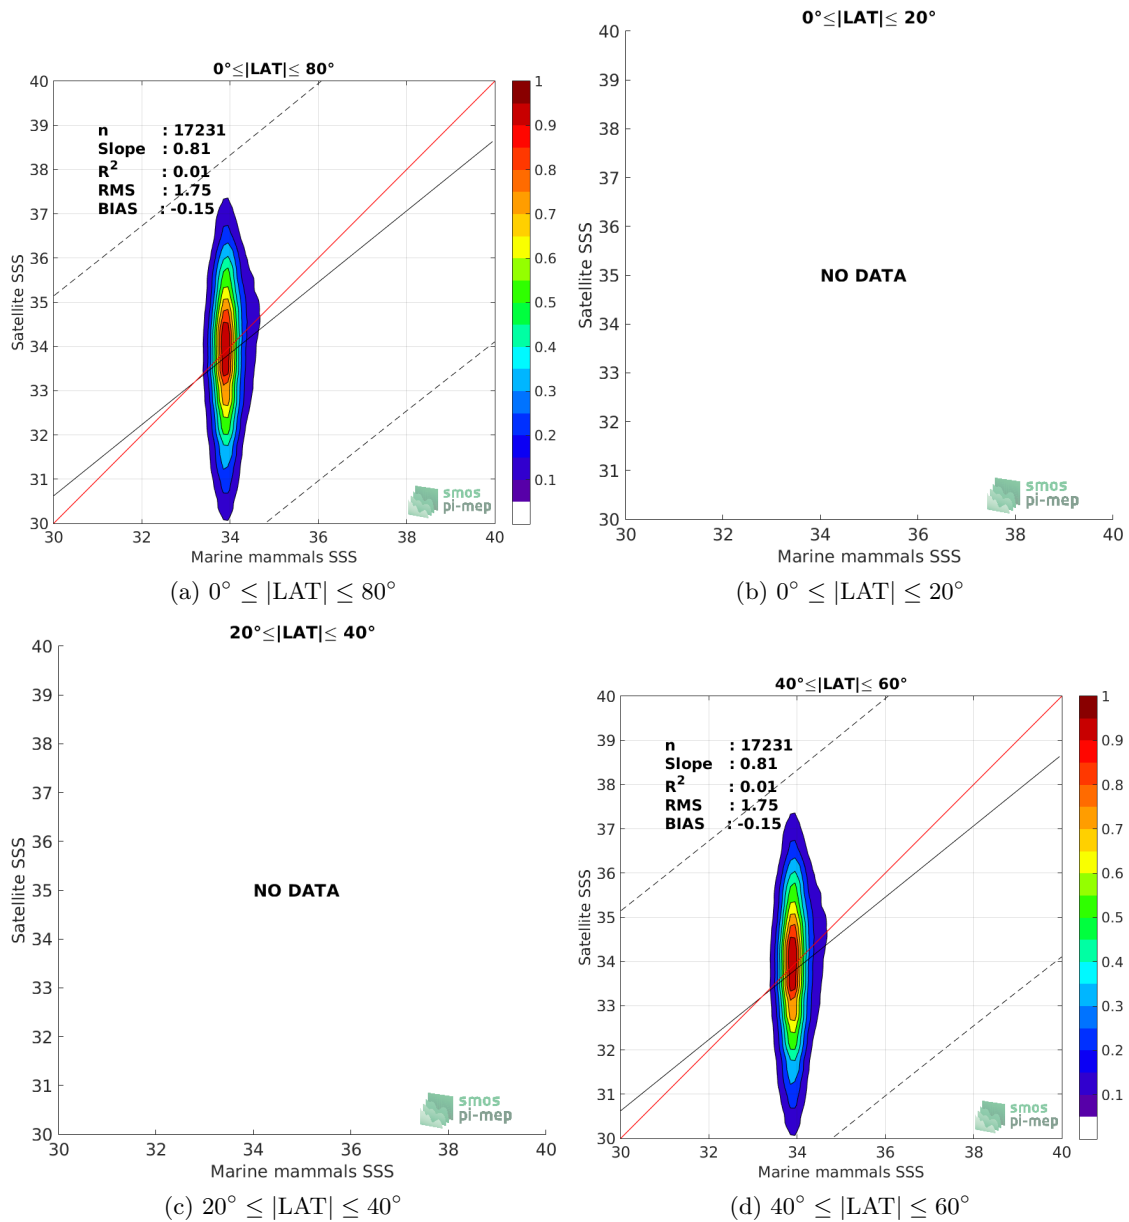 0°≤|LAT|≤ 80°
40
39
38
37
36
35
34
33
32
31
30
n : 17231
Slope : 0.81
R2 : 0.01
RMS : 1.75
BIAS : -0.15
1
0.9
0.8
0.7
0.6
0.5
0.4
0.3
0.2
0.1
Satellite SSS
smos
pi-mep
30 32 34 36 38 40
Marine mammals SSS
(a) 0° ≤ |LAT| ≤ 80°
0°≤|LAT|≤ 20°
40
39
38
37
36
35
34
33
32
31
30
Satellite SSS
NO DATA
smos
pi-mep
30 32 34 36 38 40
Marine mammals SSS
(b) 0° ≤ |LAT| ≤ 20°
20°≤|LAT|≤ 40°
40
39
38
37
36
35
34
33
32
31
30
Satellite SSS
NO DATA
smos
pi-mep
30 32 34 36 38 40
Marine mammals SSS
(c) 20° ≤ |LAT| ≤ 40°
40°≤|LAT|≤ 60°
40
39
38
37
36
35
34
33
32
31
30
n : 17231
Slope : 0.81
R2 : 0.01
RMS : 1.75
BIAS : -0.15
1
0.9
0.8
0.7
0.6
0.5
0.4
0.3
0.2
0.1
Satellite SSS
smos
pi-mep
30 32 34 36 38 40
Marine mammals SSS
(d) 40° ≤ |LAT| ≤ 60°